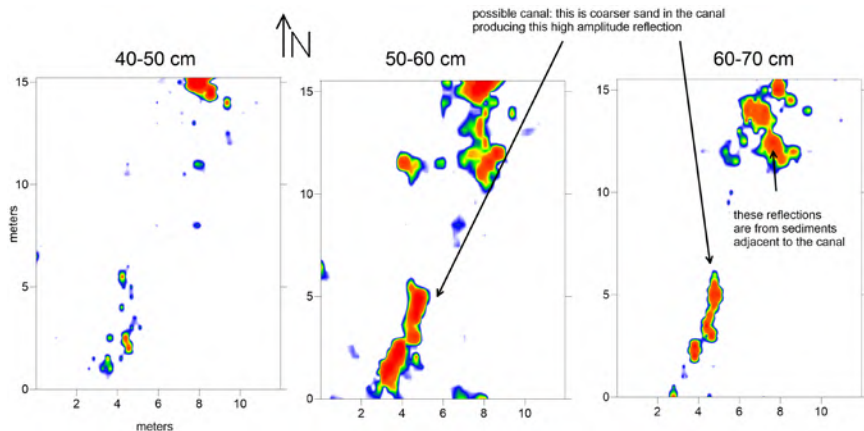 possible canal: this is coarser sand in the canal
producing this high amplitude reflection
N
40-50 cm
50-60 cm
60-70 cm
15
10
5
0
meters
2
4
6
8
10
meters
15
10
5
0
2
4
6
8
10
15
10
5
0
2
4
6
8
10
these reflections
are from sediments
adjacent to the canal